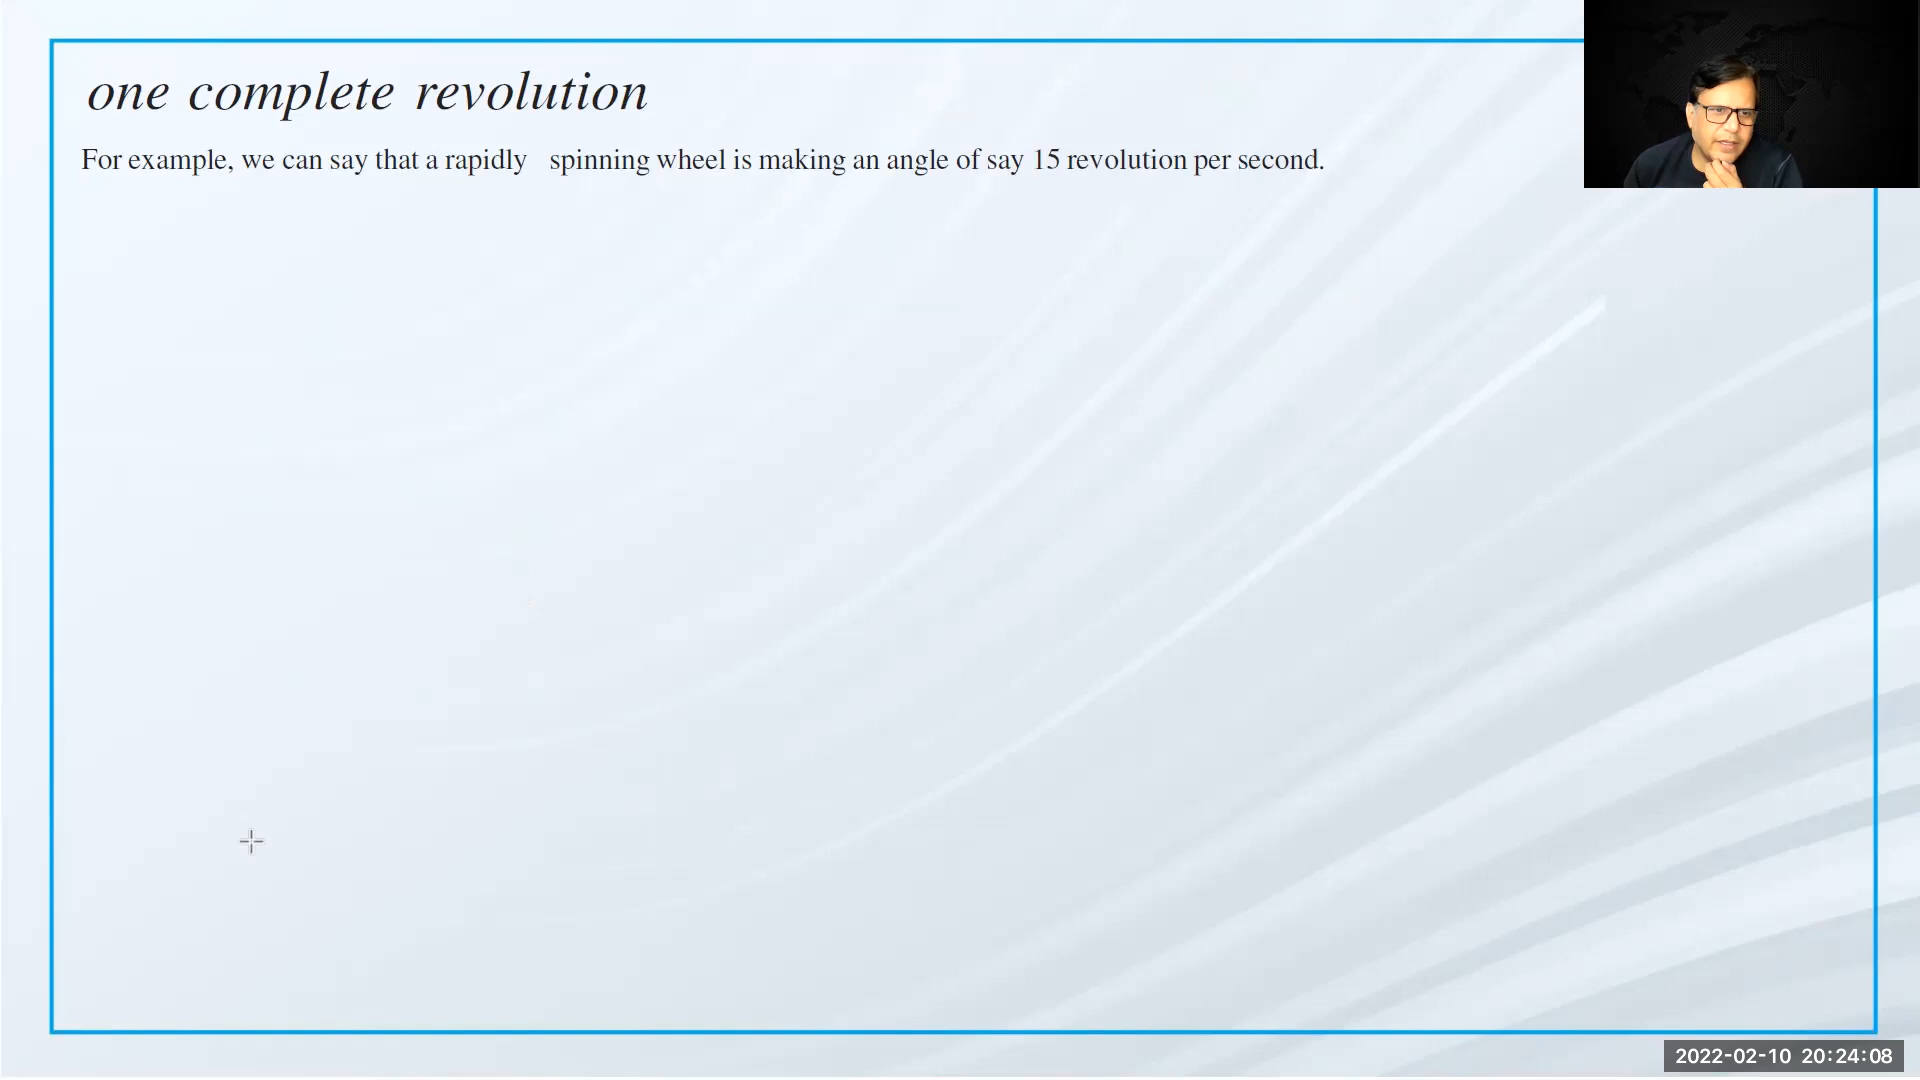 one complete revolution
For example, we can say that a rapidly spinning wheel is making an angle of say 15 revolution per second.
2022-02-10 20:24:08